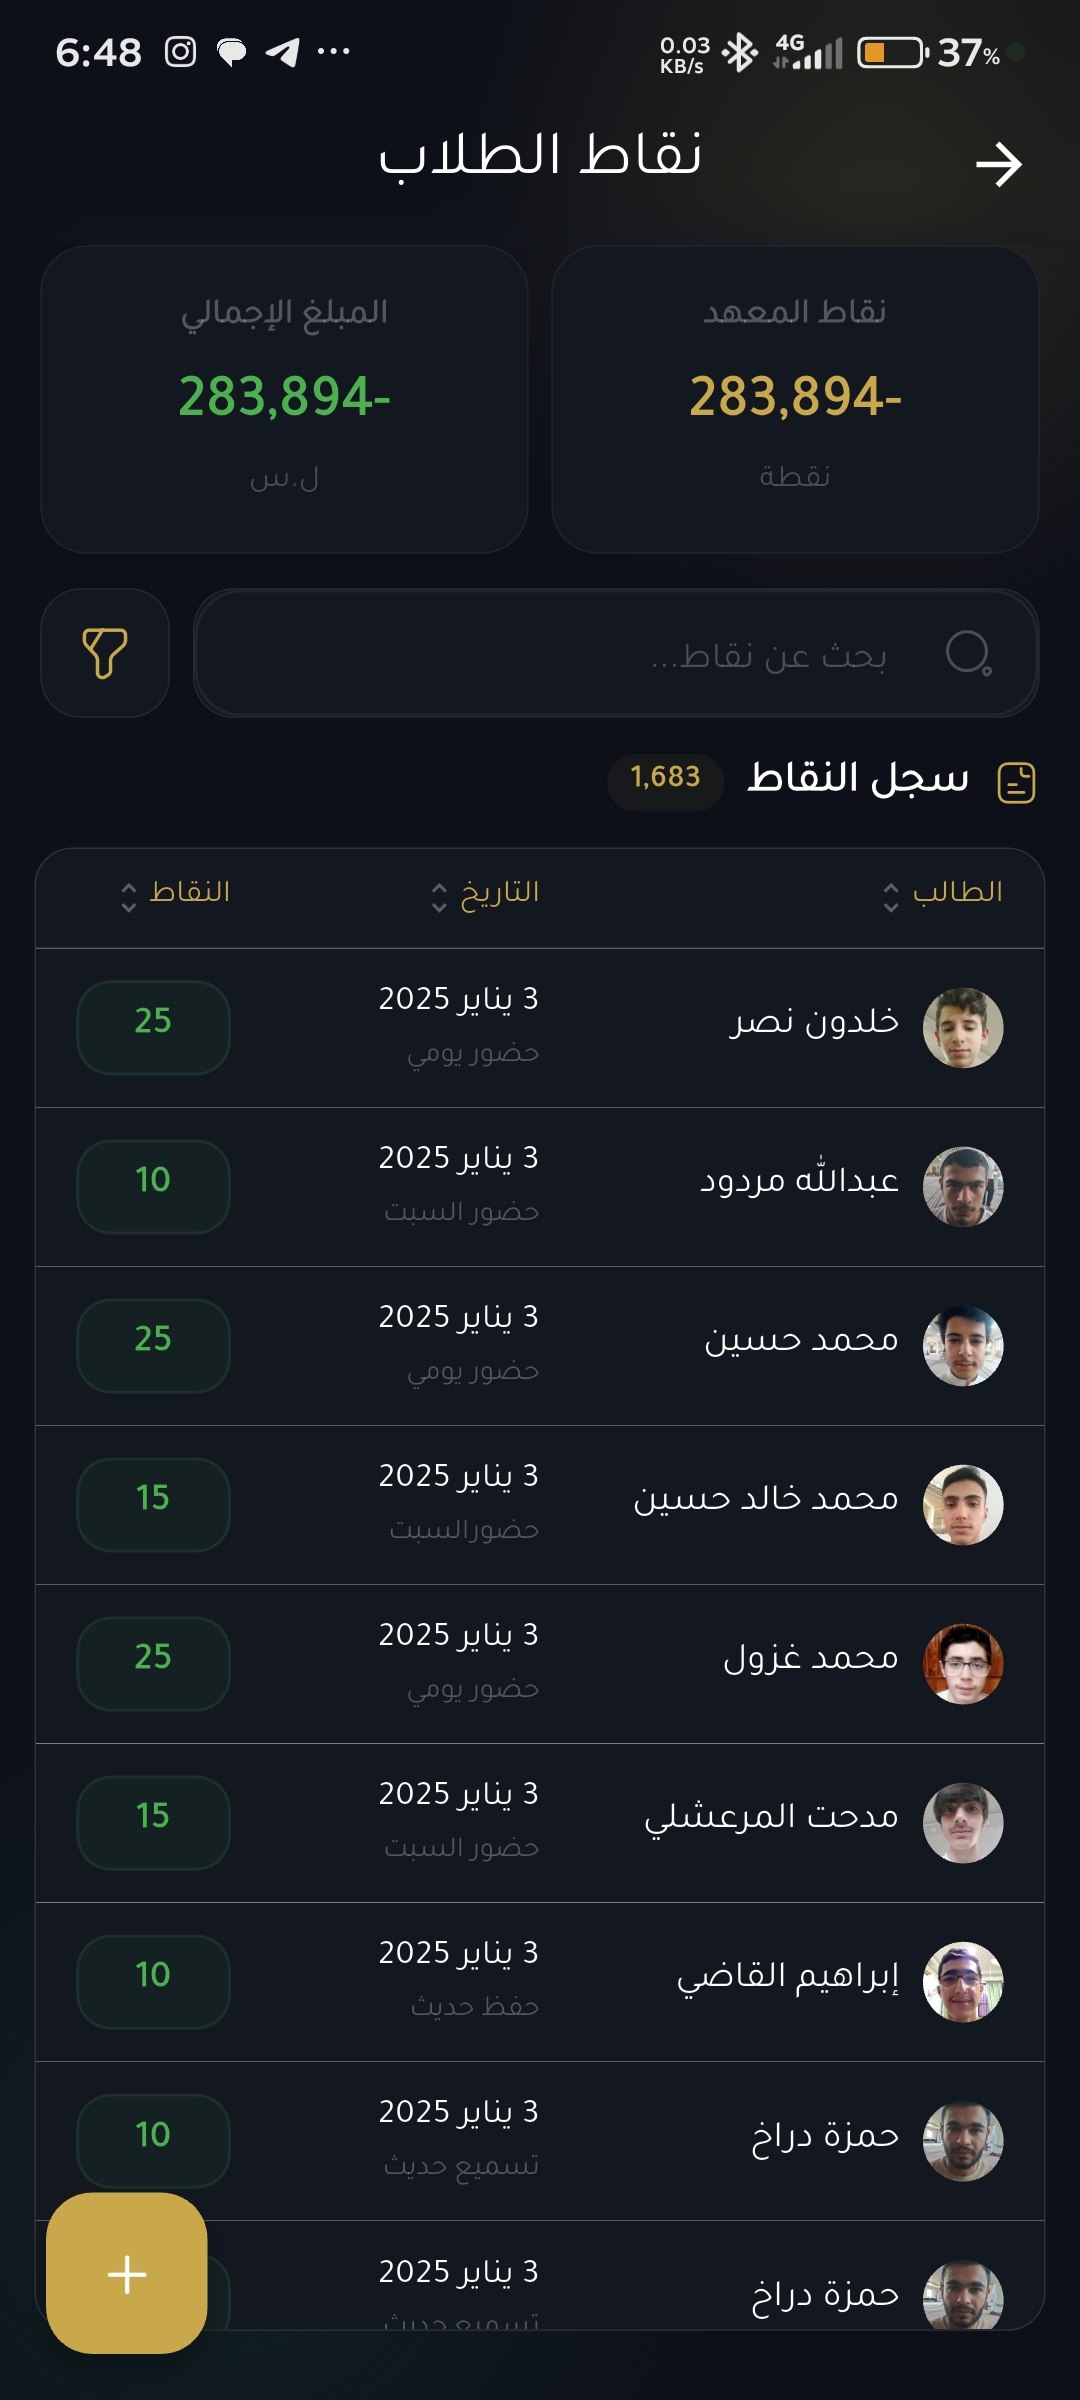 6:48 ... 0.03 KB/s 4G 37%
نقاط الطلاب
نقاط المعهد
283,894-
نقطة
المبلغ الإجمالي
283,894-
ل.س
بحث عن نقاط...
سجل النقاط 1,683
الطالب التاريخ النقاط
خلدون نصر 3 يناير 2025 25
حضور يومي
عبدالله مردود 3 يناير 2025 10
حضور السبت
محمد حسين 3 يناير 2025 25
حضور يومي
محمد خالد حسين 3 يناير 2025 15
حضورالسبت
محمد غزول 3 يناير 2025 25
حضور يومي
مدحت المرعشلي 3 يناير 2025 15
حضور السبت
إبراهيم القاضي 3 يناير 2025 10
حفظ حديث
حمزة دراخ 3 يناير 2025 10
تسميع حديث
حمزة دراخ 3 يناير 2025
تسميع حديث